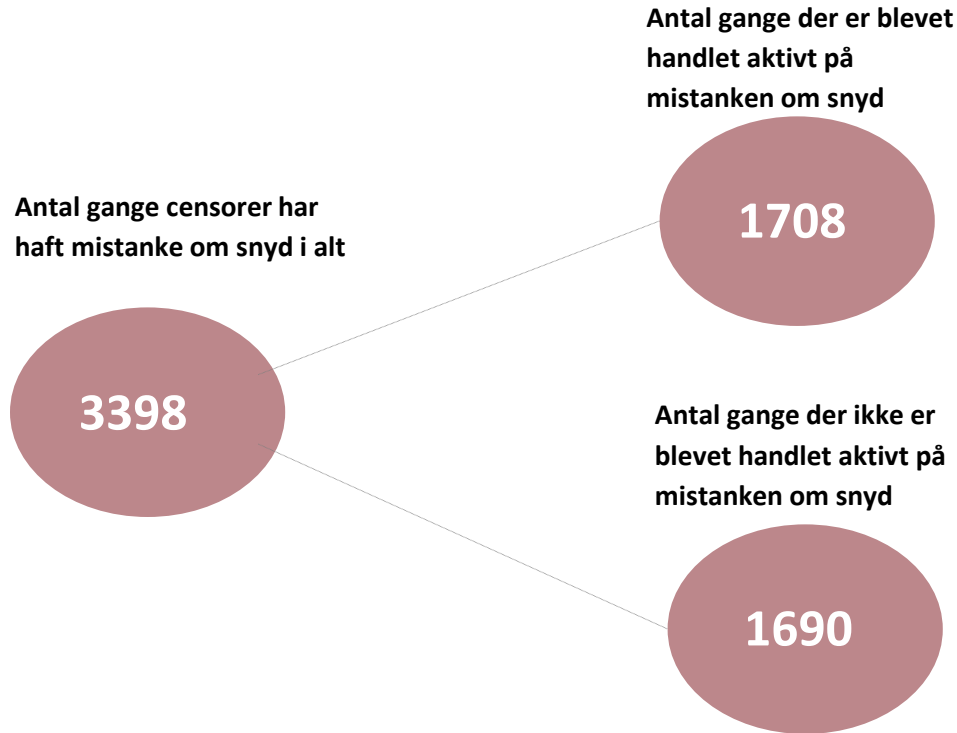 Antal gange der er blevet
handlet aktivt på
mistanken om snyd
1708
Antal gange censorer har
haft mistanke om snyd i alt
3398
Antal gange der ikke er
blevet handlet aktivt på
mistanken om snyd
1690